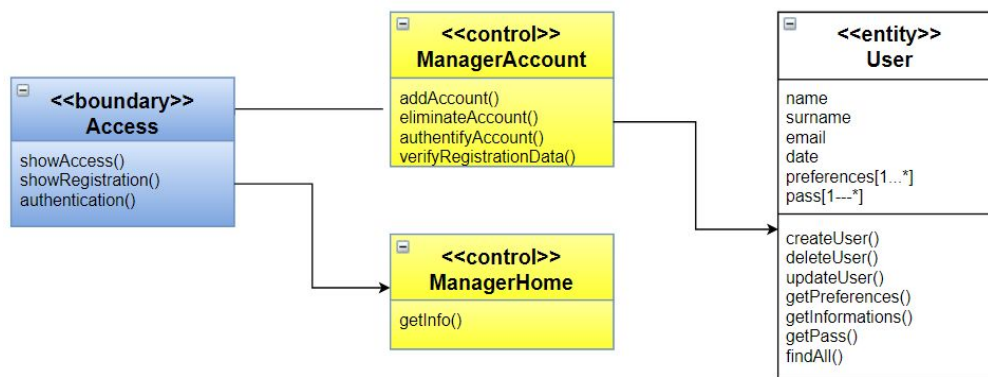 <<boundary>>
Access
showAccess()
showRegistration()
authentication()
<<control>>
ManagerAccount
addAccount()
eliminateAccount()
authentifyAccount()
verifyRegistrationData()
<<control>>
ManagerHome
getInfo()
<<entity>>
User
name
surname
email
date
preferences[1...*]
pass[1---*]
createUser()
deleteUser()
updateUser()
getPreferences()
getInformations()
getPass()
findAll()